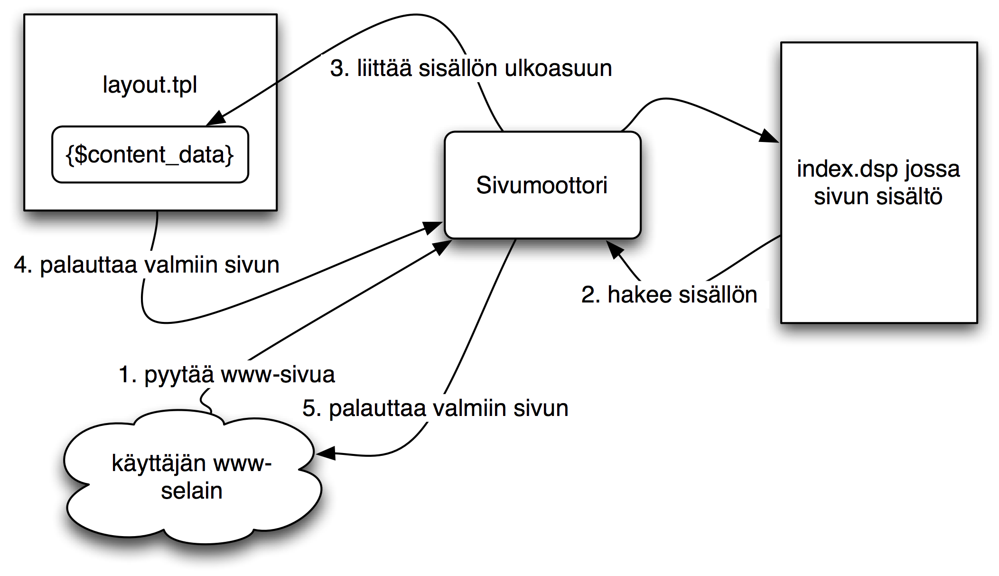 layout.tpl
{$content_data}
3. liittää sisällön ulkoasuun
Sivumoottori
index.dsp jossa
sivun sisältö
4. palauttaa valmiin sivun
2. hakee sisällön
1. pyytää www-sivua
5. palauttaa valmiin sivun
käyttäjän www-
selain